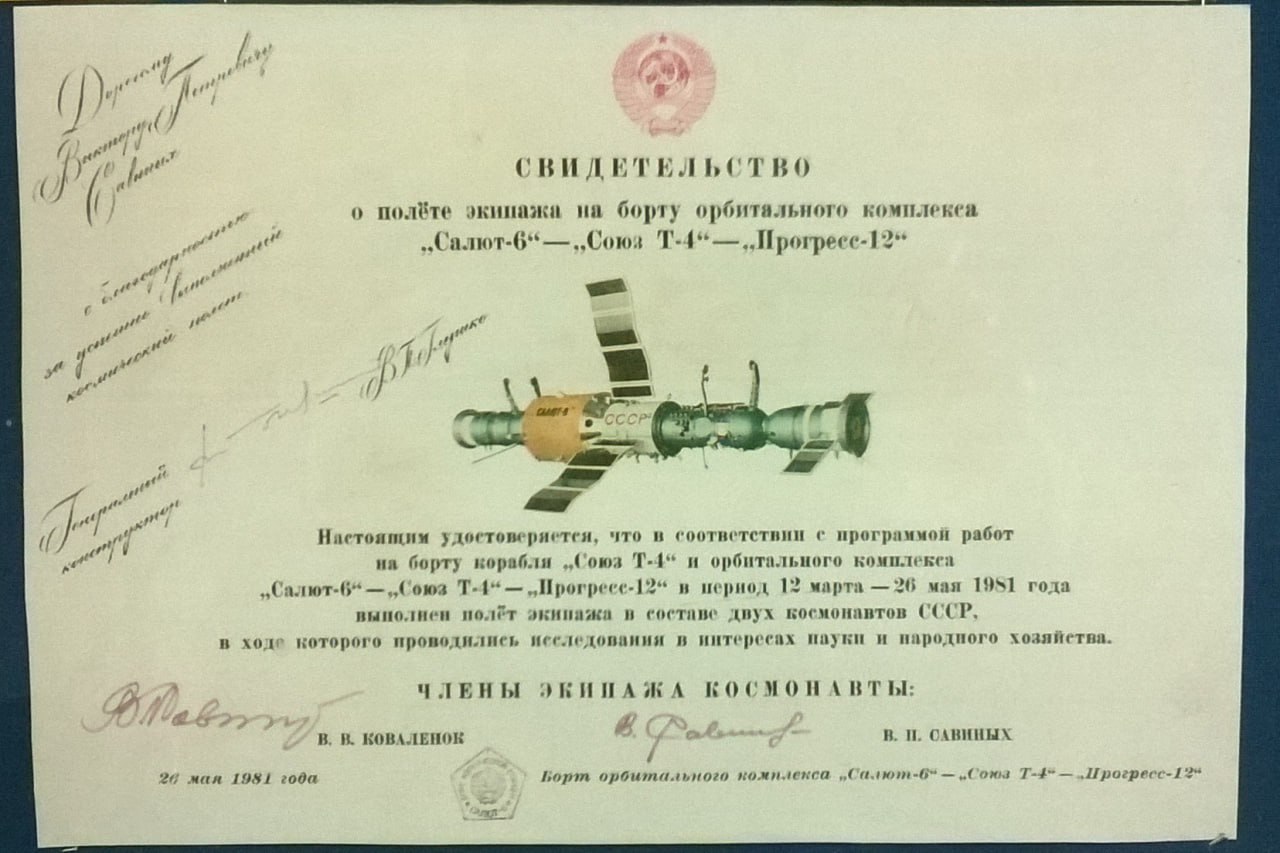 Дорогому
Виктору Петровичу
Савиных
с благодарностью
за успешно выполненный
космический полет
В П Глушко
Генеральный
конструктор
СВИДЕТЕЛЬСТВО
о полёте экипажа на борту орбитального комплекса
„Салют-6“ — „Союз Т-4“ — „Прогресс-12“
САЛЮТ-6
СССР
Настоящим удостоверяется, что в соответствии с программой работ
на борту корабля „Союз Т-4“ и орбитального комплекса
„Салют-6“ — „Союз Т-4“ — „Прогресс-12“ в период 12 марта — 26 мая 1981 года
выполнен полёт экипажа в составе двух космонавтов СССР,
в ходе которого проводились исследования в интересах науки и народного хозяйства.
ЧЛЕНЫ ЭКИПАЖА КОСМОНАВТЫ:
В. В. КОВАЛЕНОК
В. Савиных
В. П. САВИНЫХ
26 мая 1981 года
САЛЮТ-6
Борт орбитального комплекса „Салют-6“ — „Союз Т-4“ — „Прогресс-12“